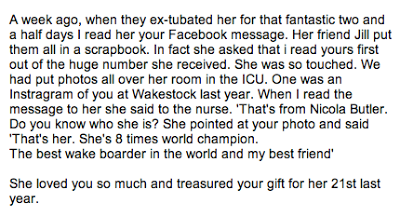 A week ago, when they ex-tubated her for that fantastic two and
a half days I read her your Facebook message. Her friend Jill put
them all in a scrapbook. In fact she asked that i read yours first
out of the huge number she received. She was so touched. We
had put photos all over her room in the ICU. One was an
Instragram of you at Wakestock last year. When I read the
message to her she said to the nurse. 'That's from Nicola Butler.
Do you know who she is? She pointed at your photo and said
'That's her. She's 8 times world champion.
The best wake boarder in the world and my best friend'
She loved you so much and treasured your gift for her 21st last
year.